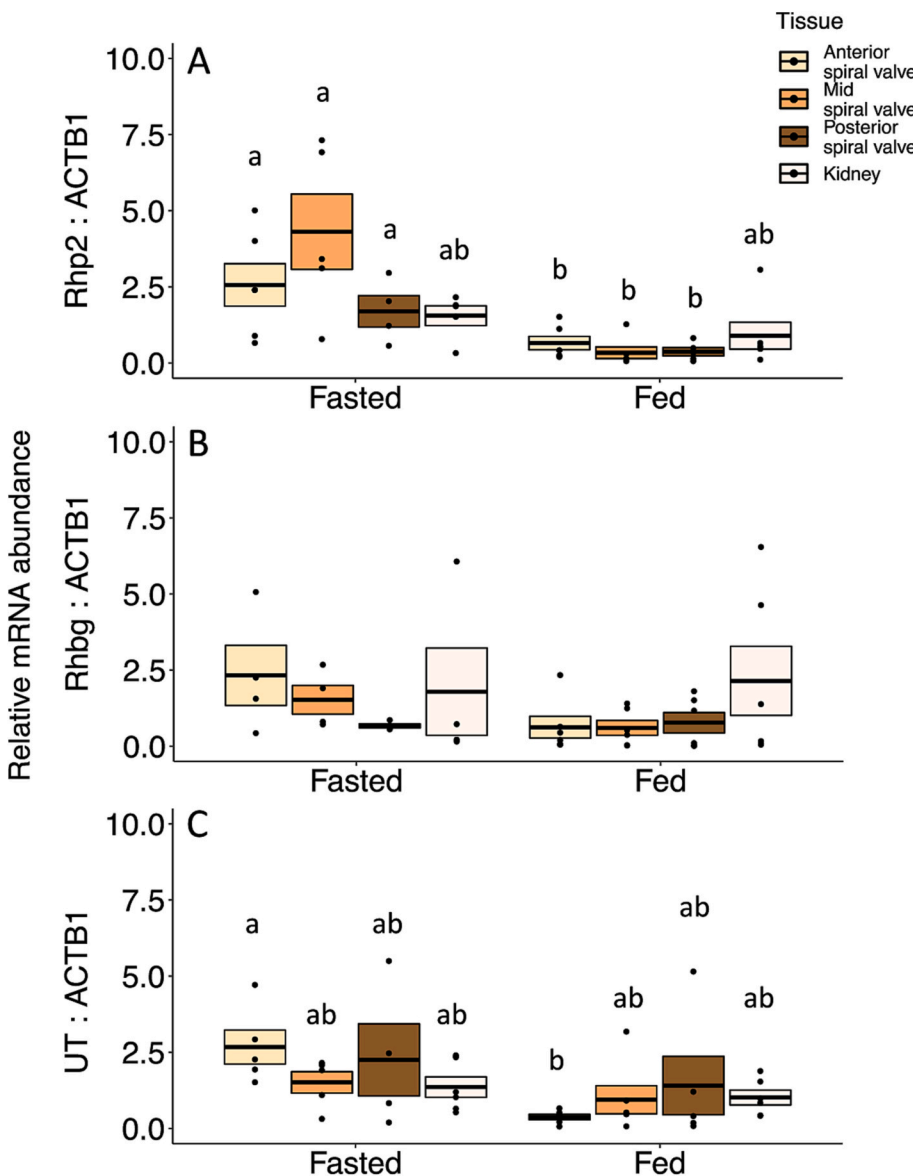 Tissue
Anterior
spiral valve
Mid
spiral valve
Posterior
spiral valve
Kidney
Relative mRNA abundance
A
Rhp2 : ACTB1
10.0
7.5
5.0
2.5
0.0
a
a
a
ab
b
b
b
ab
Fasted
Fed
B
Rhbg : ACTB1
10.0
7.5
5.0
2.5
0.0
Fasted
Fed
C
UT : ACTB1
10.0
7.5
5.0
2.5
0.0
a
ab
ab
ab
b
ab
ab
ab
Fasted
Fed